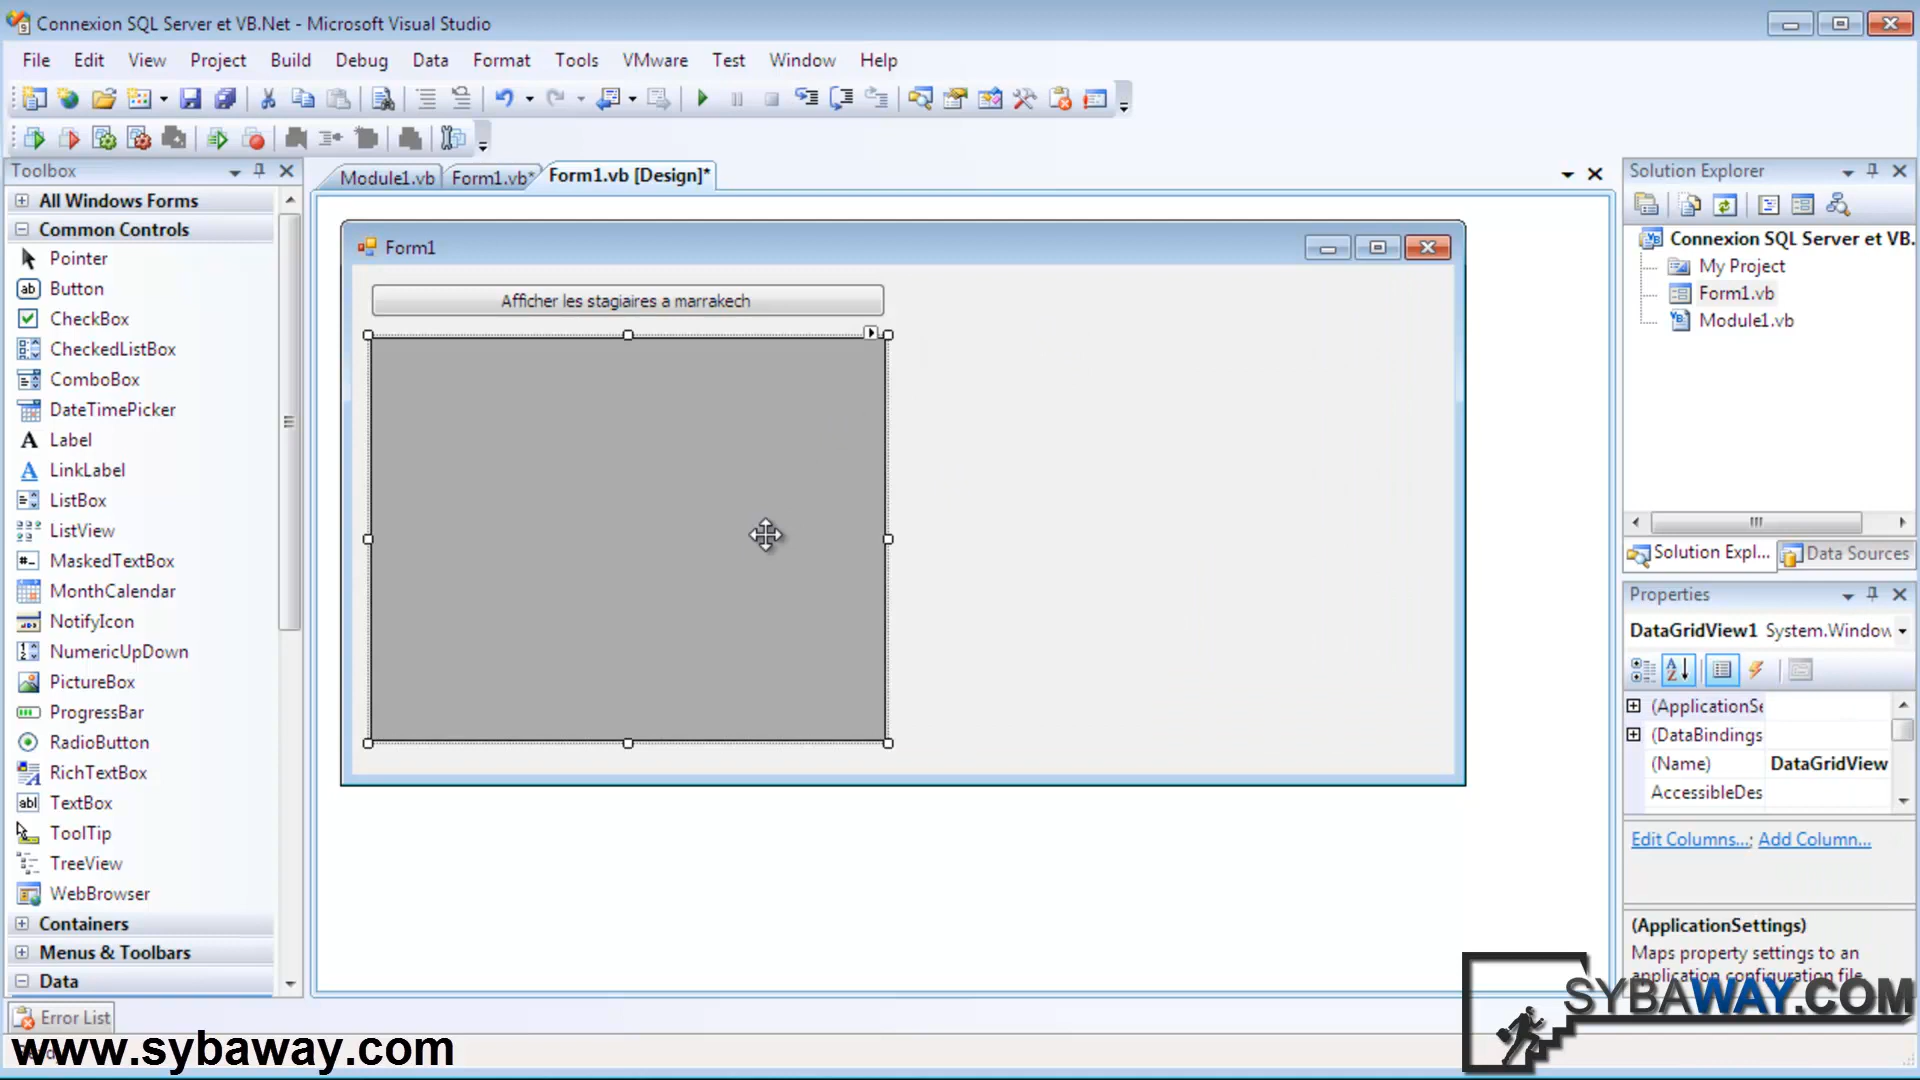 Connexion SQL Server et VB.Net - Microsoft Visual Studio
File Edit View Project Build Debug Data Format Tools VMware Test Window Help
Toolbox
Module1.vb Form1.vb* Form1.vb [Design]*
Solution Explorer
All Windows Forms
Common Controls
Pointer
Button
CheckBox
CheckedListBox
ComboBox
DateTimePicker
Label
LinkLabel
ListBox
ListView
MaskedTextBox
MonthCalendar
NotifyIcon
NumericUpDown
PictureBox
ProgressBar
RadioButton
RichTextBox
TextBox
ToolTip
TreeView
WebBrowser
Containers
Menus & Toolbars
Data
Error List
Form1
Afficher les stagiaires a marrakech
Connexion SQL Server et VB.
My Project
Form1.vb
Module1.vb
Solution Expl... Data Sources
Properties
DataGridView1 System.Window
(ApplicationSe
(DataBindings
(Name) DataGridView
AccessibleDes
Edit Columns...; Add Column...
(ApplicationSettings)
Maps property settings to an
application configuration file.
SYBAWAY.COM
www.sybaway.com